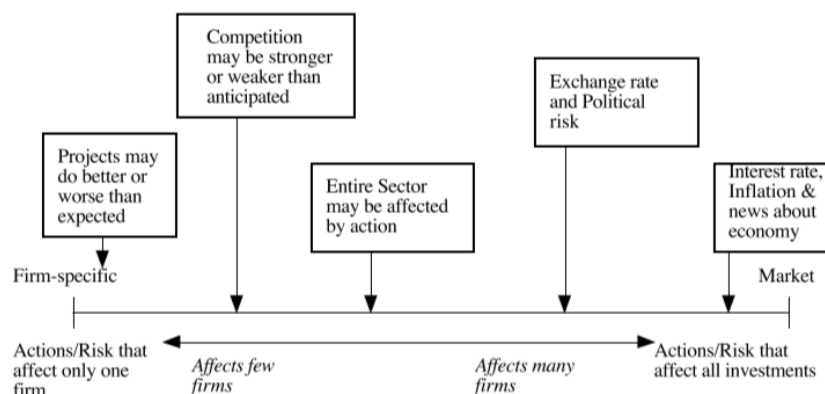 Competition
may be stronger
or weaker than
anticipated
Exchange rate
and Political
risk
Projects may
do better or
worse than
expected
Entire Sector
may be affected
by action
Interest rate,
Inflation &
news about
economy
Firm-specific
Market
Actions/Risk that
affect only one
firm
Affects few
firms
Affects many
firms
Actions/Risk that
affect all investments